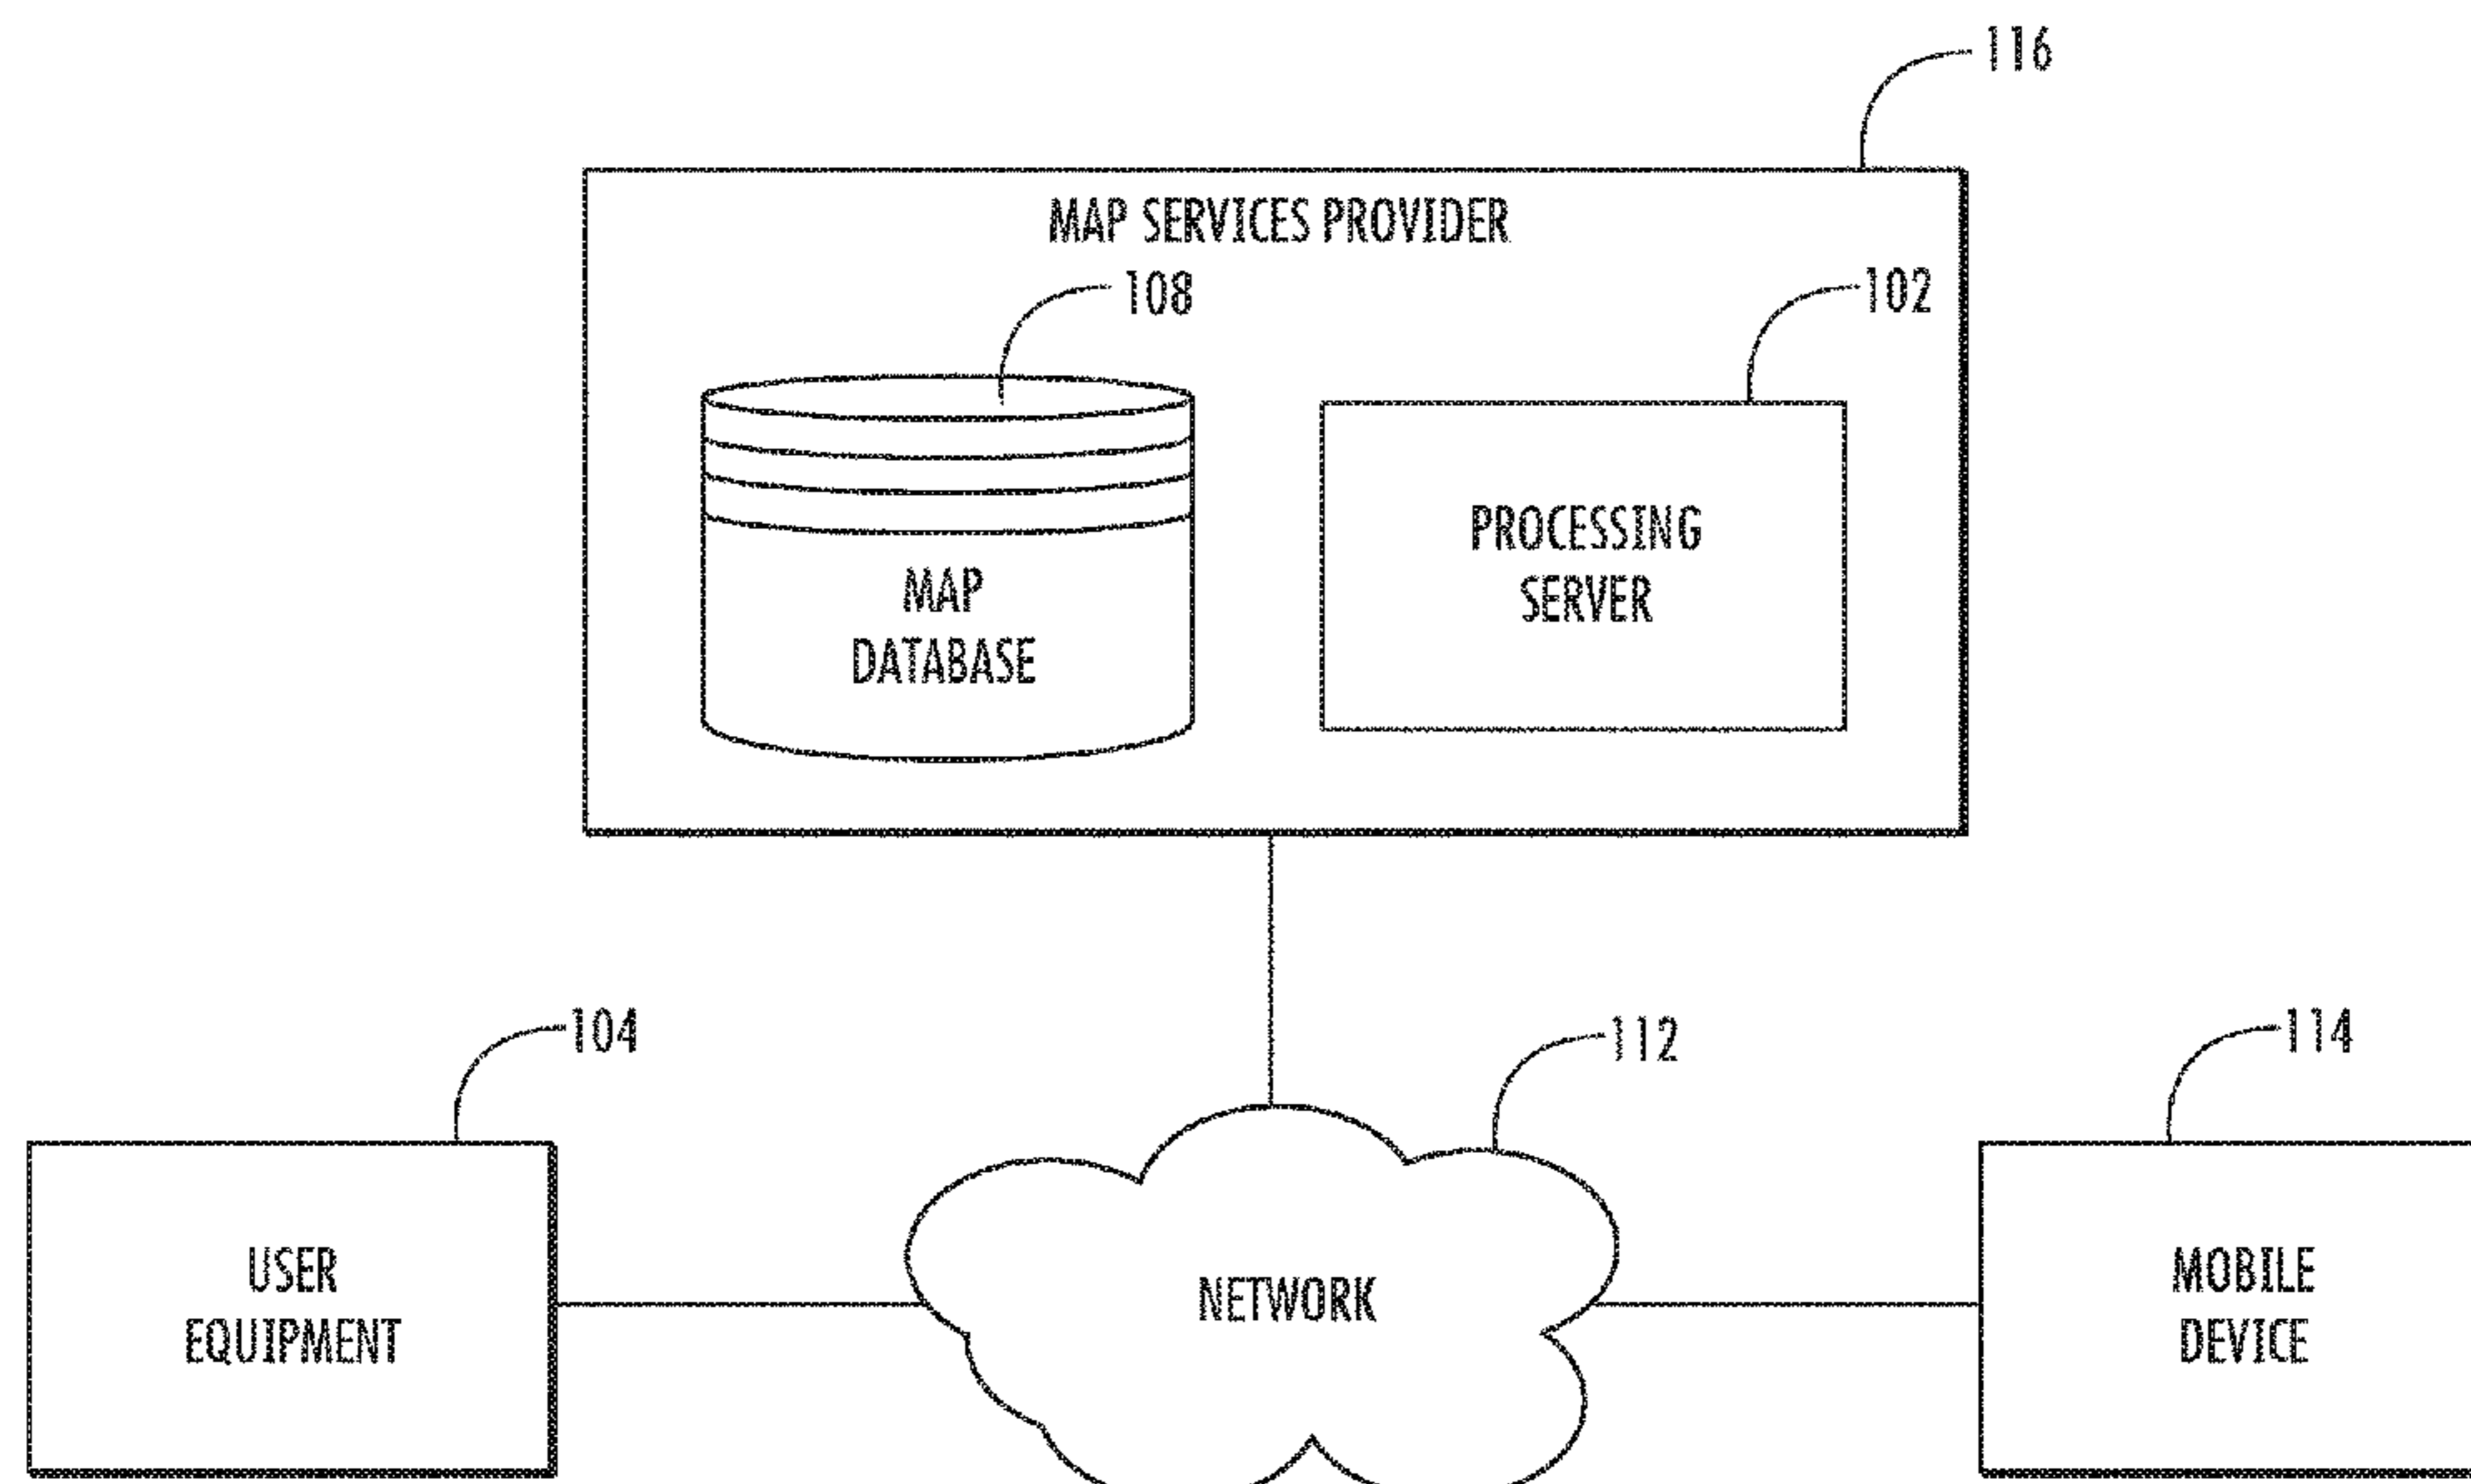 116
MAP SERVICES PROVIDER
108
102
MAP
DATABASE
PROCESSING
SERVER
104
112
114
USER
EQUIPMENT
NETWORK
MOBILE
DEVICE